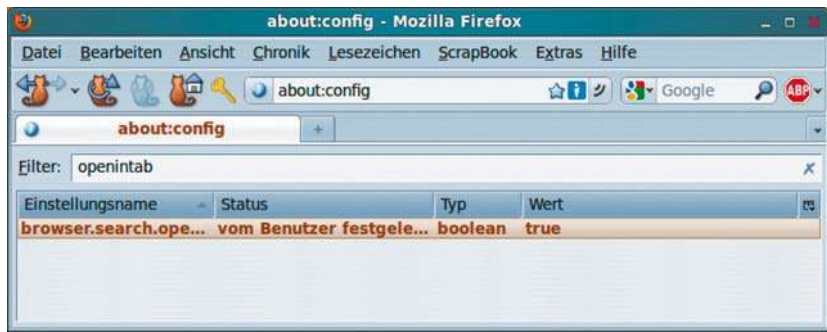 about:config - Mozilla Firefox
Datei Bearbeiten Ansicht Chronik Lesezeichen ScrapBook Extras Hilfe
about:config Google ABP
about:config +
Filter: openintab x
Einstellungsname Status Typ Wert
browser.search.ope... vom Benutzer festgele... boolean true